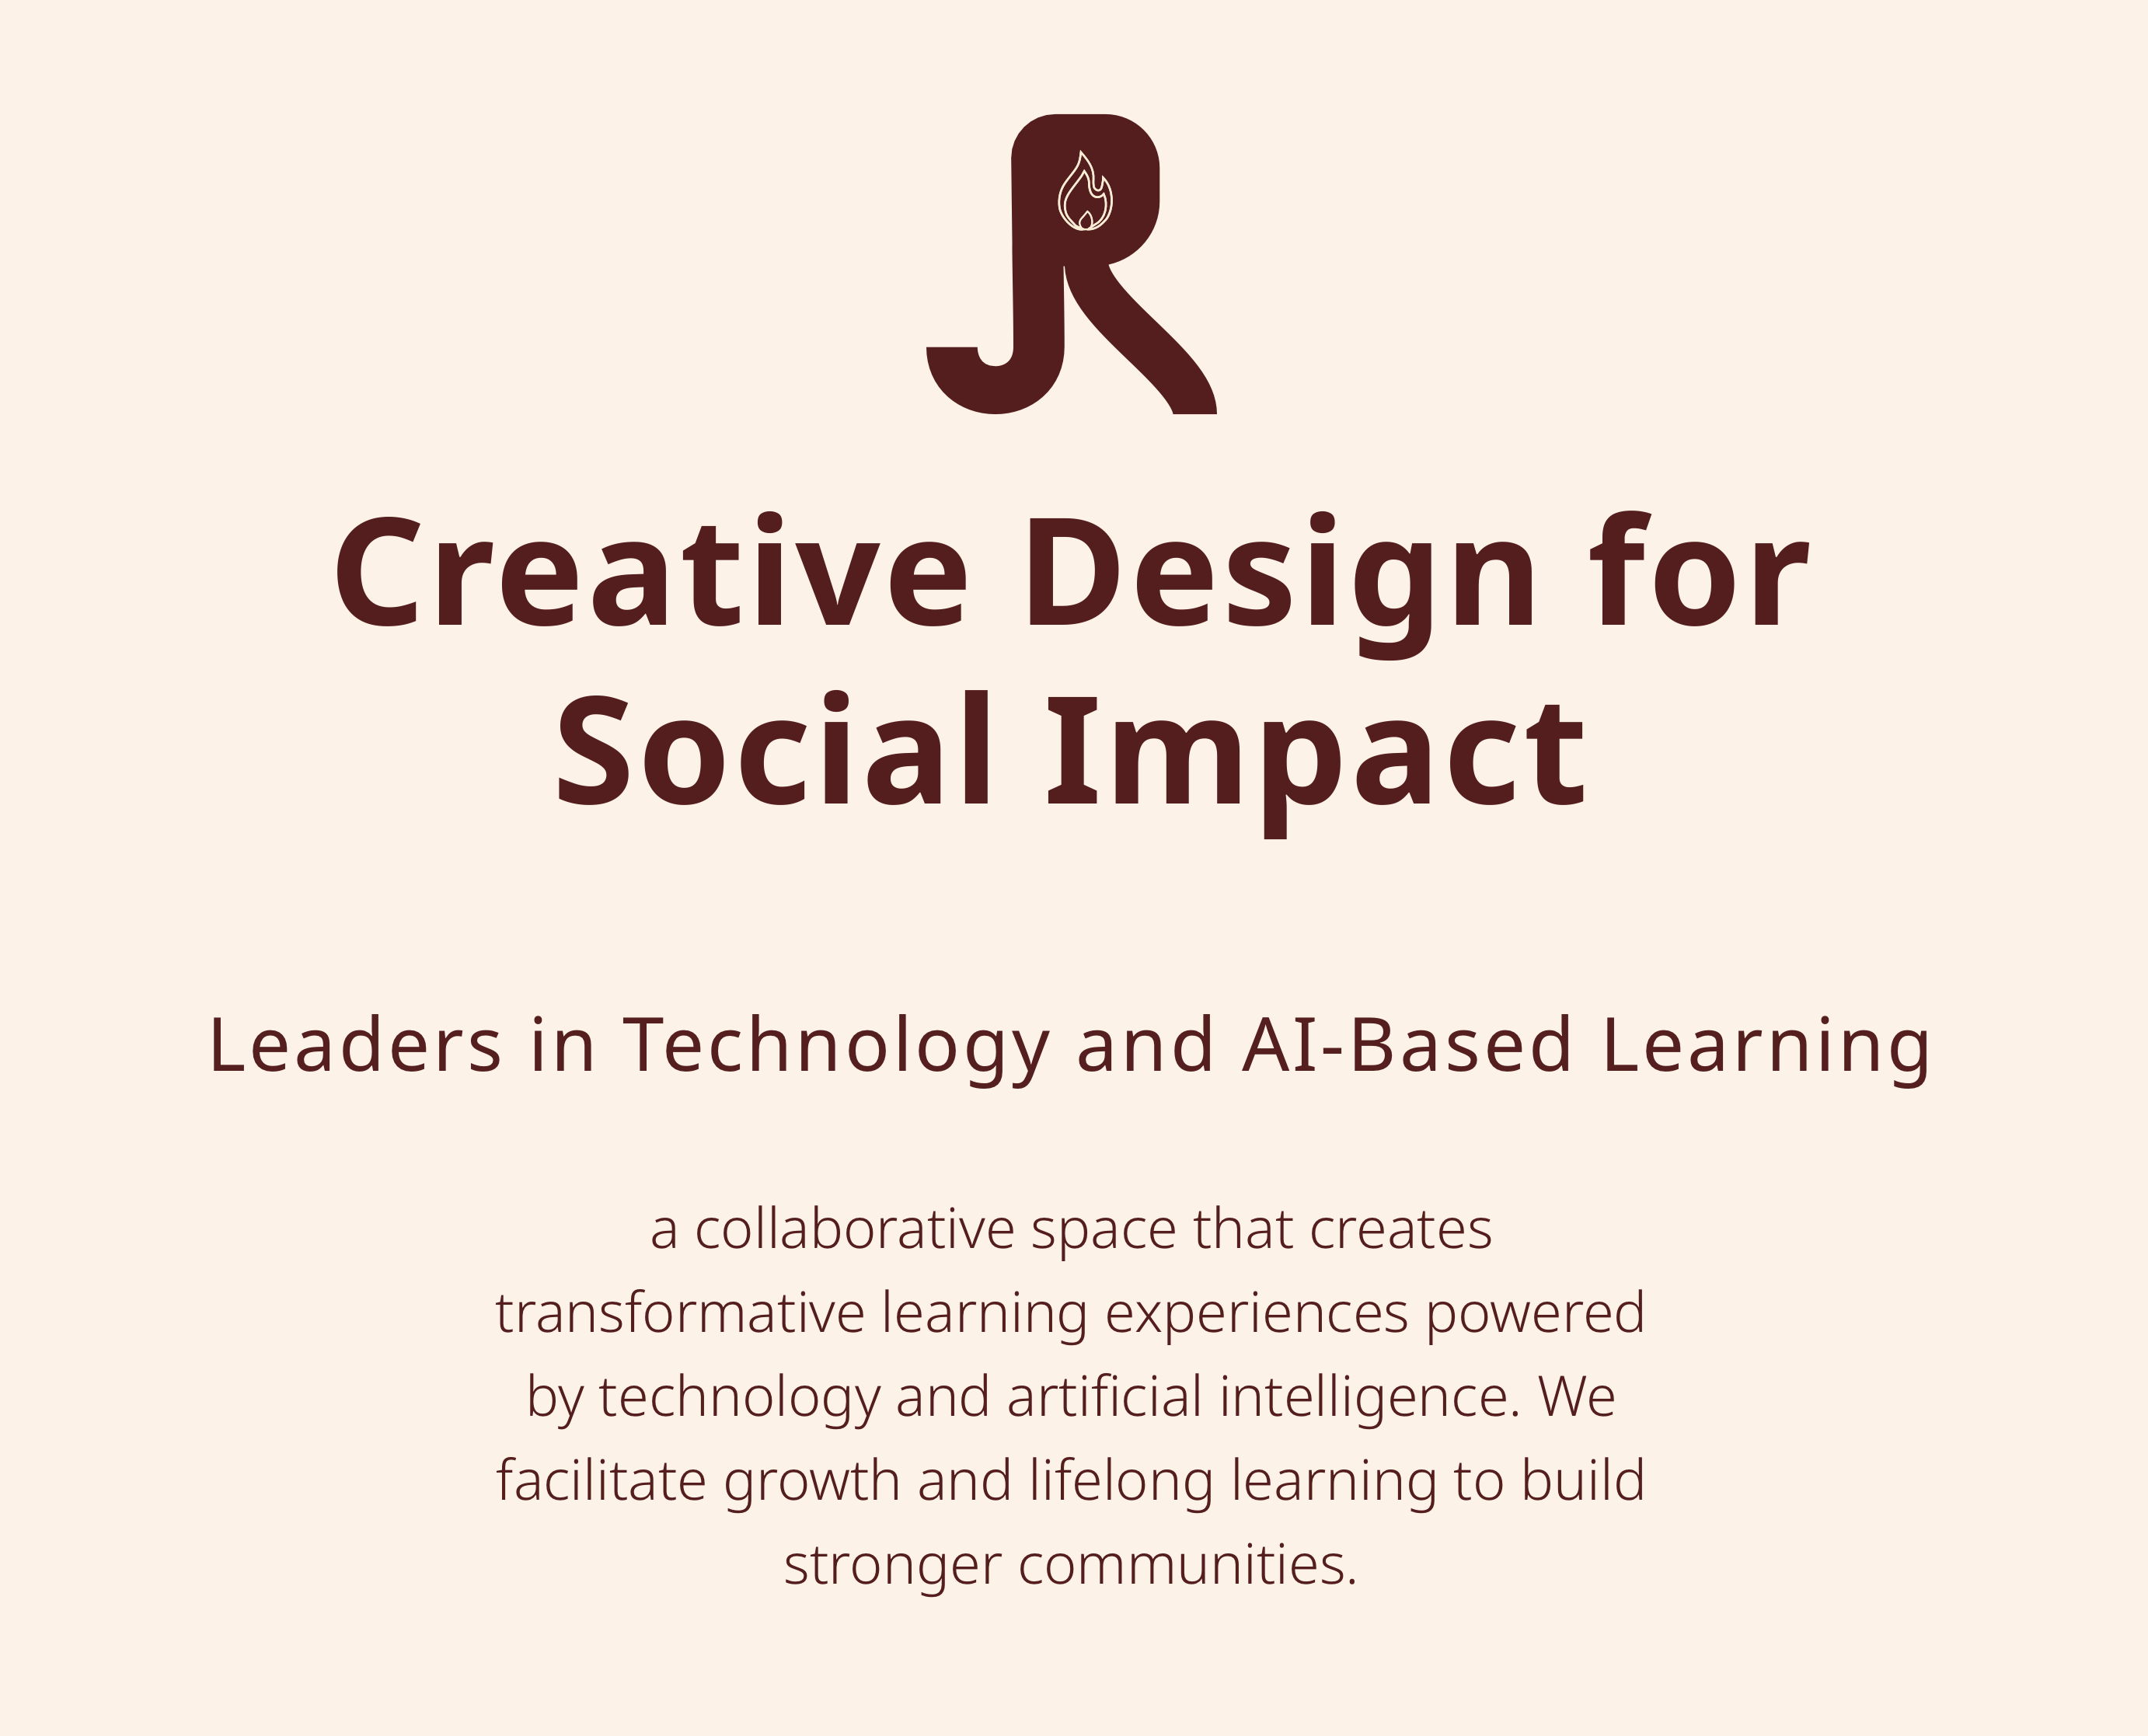 JR
Creative Design for
Social Impact
Leaders in Technology and AI-Based Learning
a collaborative space that creates
transformative learning experiences powered
by technology and artificial intelligence. We
facilitate growth and lifelong learning to build
stronger communities.